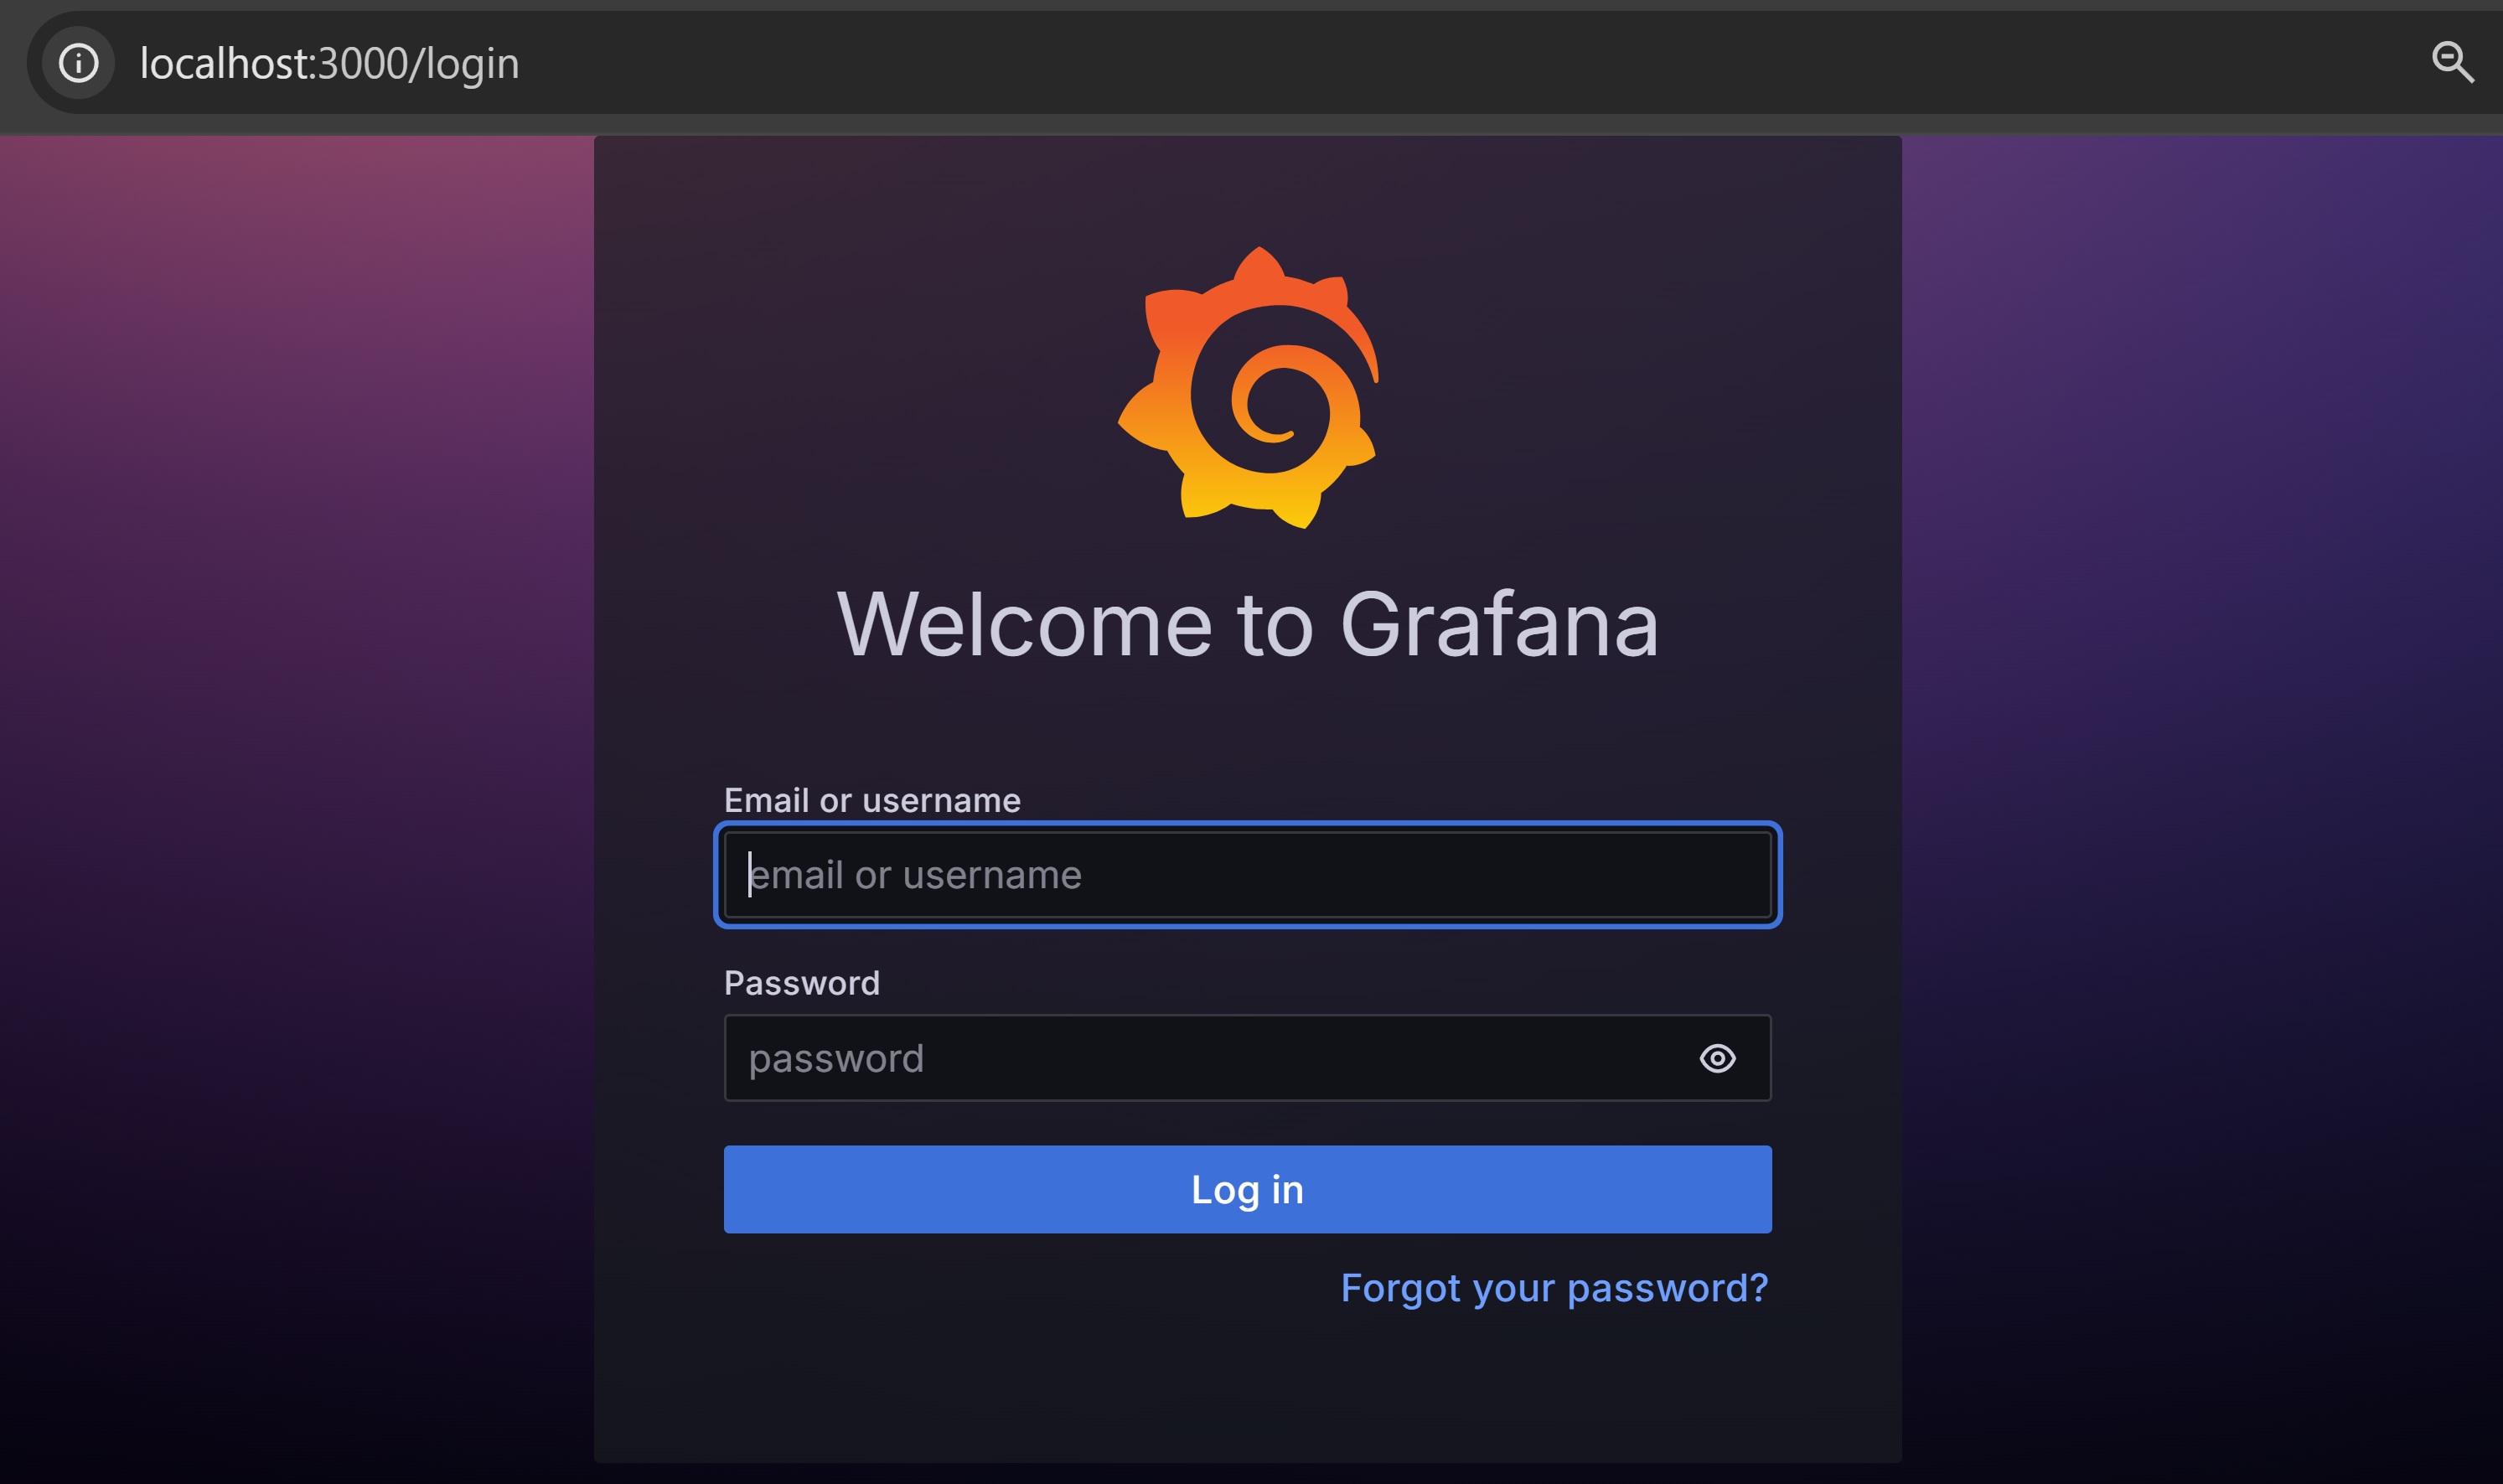 localhost:3000/login
Welcome to Grafana
Email or username
email or username
Password
password
Log in
Forgot your password?